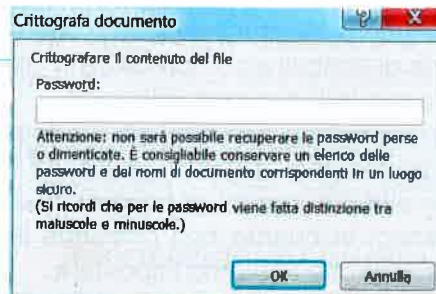 Crittografa documento
Crittografare il contenuto del file
Password:
Attenzione: non sarà possibile recuperare le password perse
o dimenticate. È consigliabile conservare un elenco delle
password e dei nomi di documento corrispondenti in un luogo
sicuro.
(Si ricordi che per le password viene fatta distinzione tra
maiuscole e minuscole.)
OK
Annulla